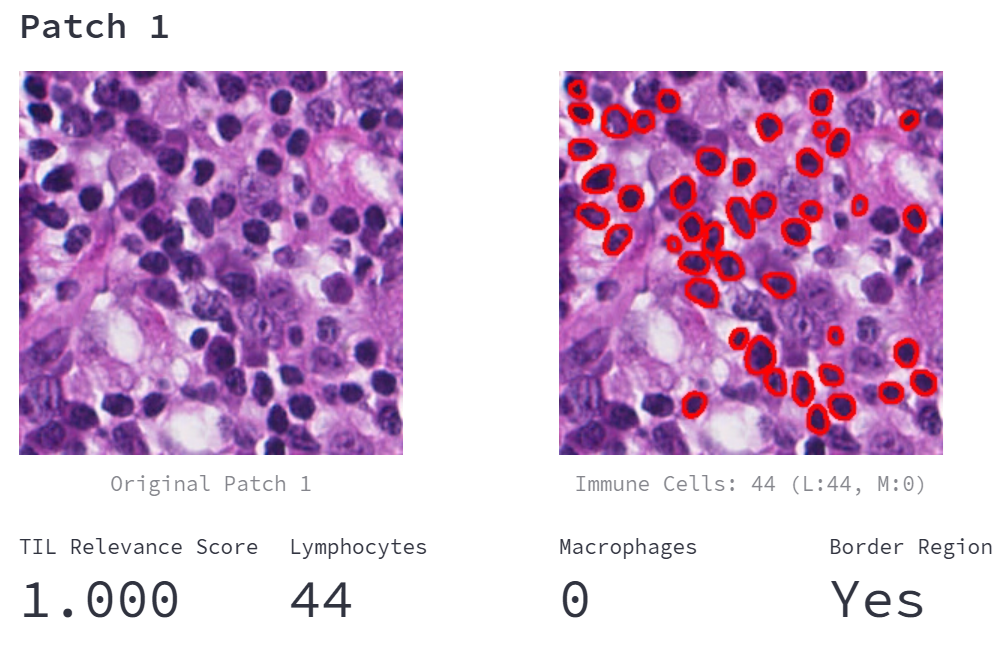 Patch 1
Original Patch 1
Immune Cells: 44 (L:44, M:0)
TIL Relevance Score
Lymphocytes
Macrophages
Border Region
1.000
44
0
Yes